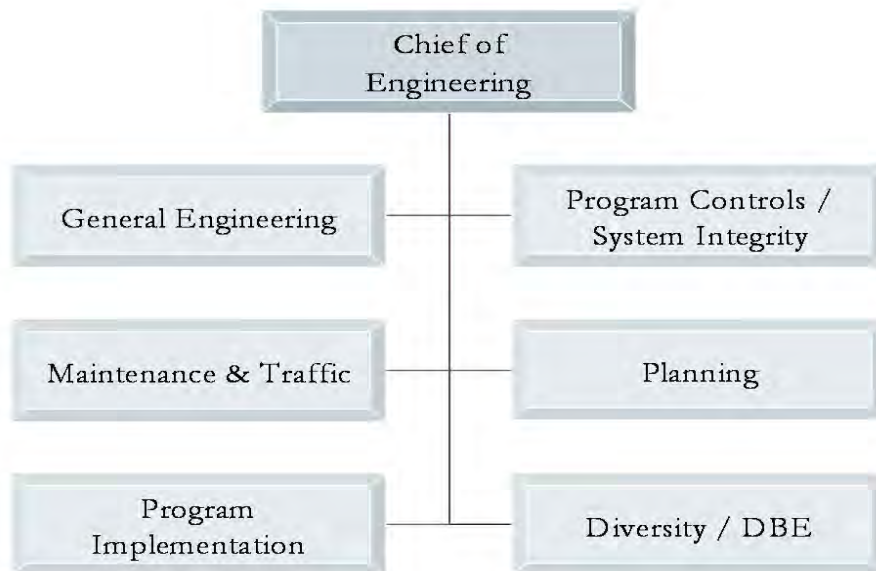 Chief of
Engineering
General Engineering
Program Controls /
System Integrity
Maintenance & Traffic
Planning
Program
Implementation
Diversity / DBE